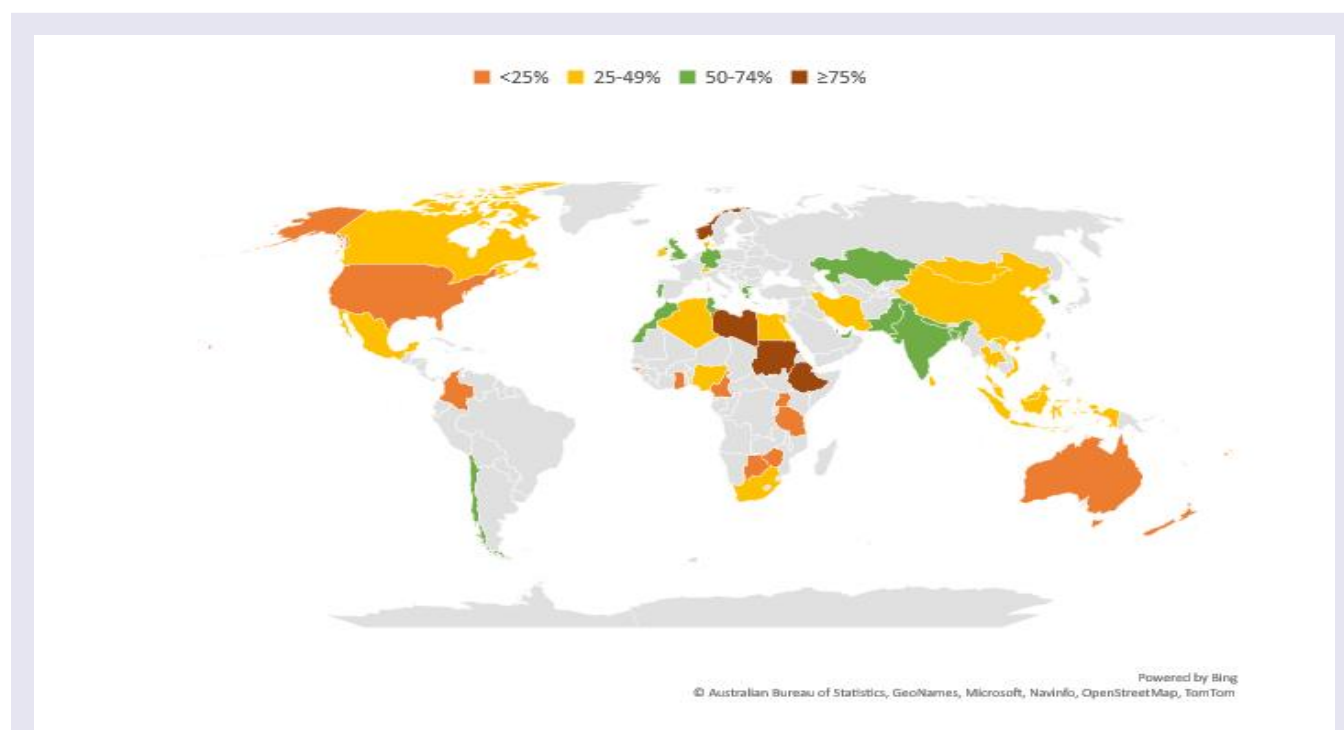 <25% 25-49% 50-74% ≥75%
Powered by Bing
© Australian Bureau of Statistics, GeoNames, Microsoft, Navinfo, OpenStreetMap, TomTom